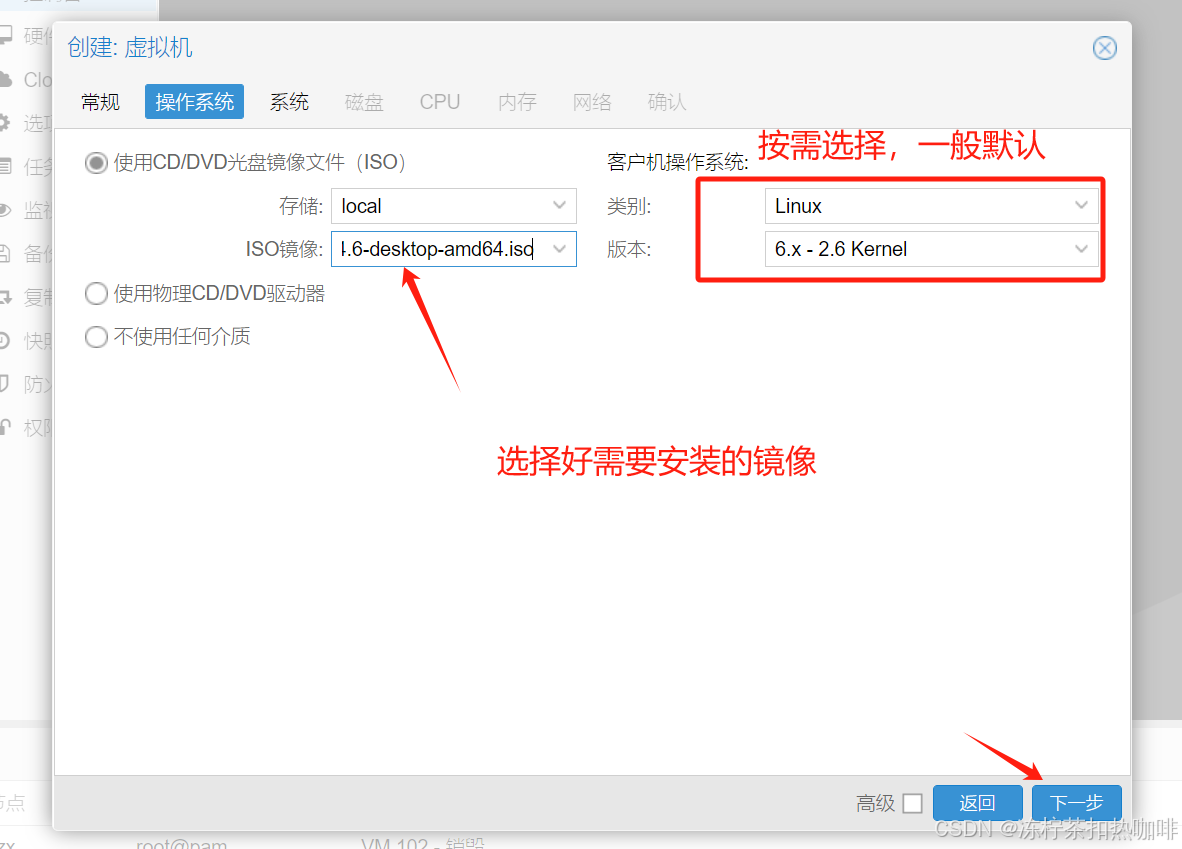 创建: 虚拟机
常规 操作系统 系统 磁盘 CPU 内存 网络 确认
使用CD/DVD光盘镜像文件（ISO）
存储: local
ISO镜像: 4.6-desktop-amd64.iso
使用物理CD/DVD驱动器
不使用任何介质
客户机操作系统:
按需选择，一般默认
类别: Linux
版本: 6.x - 2.6 Kernel
选择好需要安装的镜像
高级 返回 下一步
硬件
Clo
选项
任务
监视
备份
复制
快照
防火
权限
节点
root@pam VM 102 - 销毁
CSDN @冻柠茶扣热咖啡